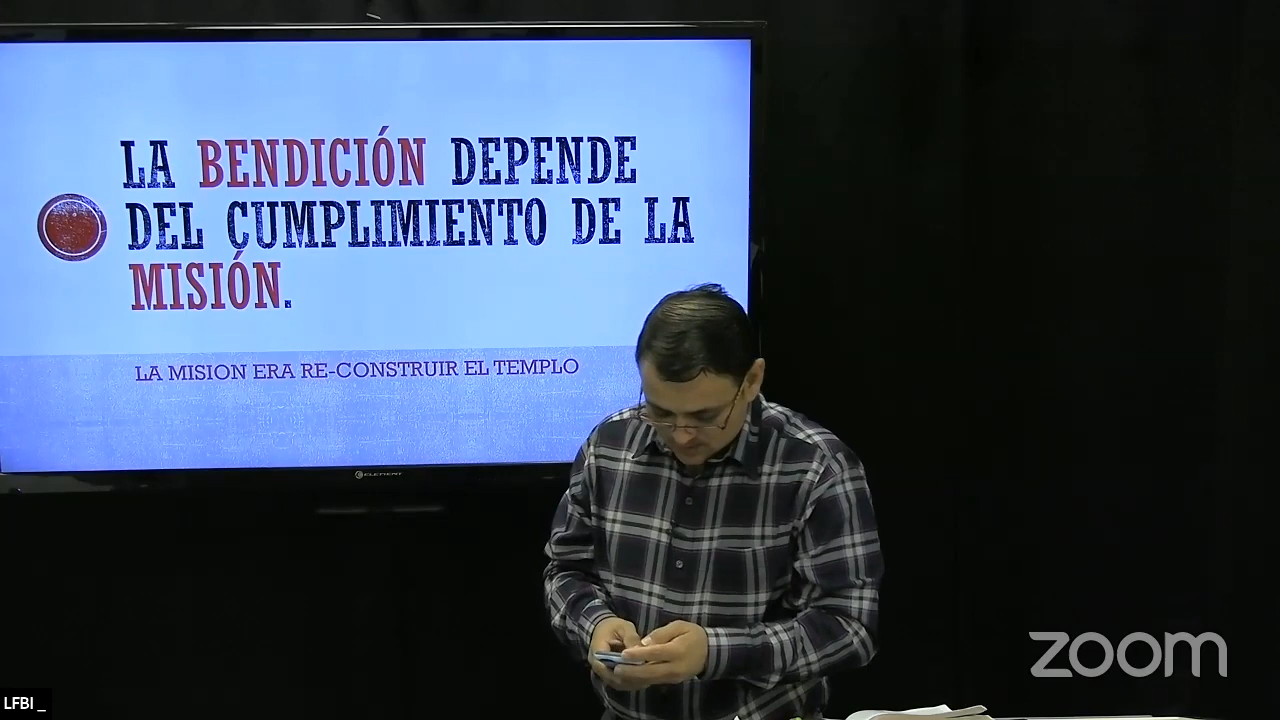 LA BENDICIÓN DEPENDE
DEL CUMPLIMIENTO DE LA
MISIÓN.
LA MISION ERA RE-CONSTRUIR EL TEMPLO
ELEMENT
zoom
LFBI _